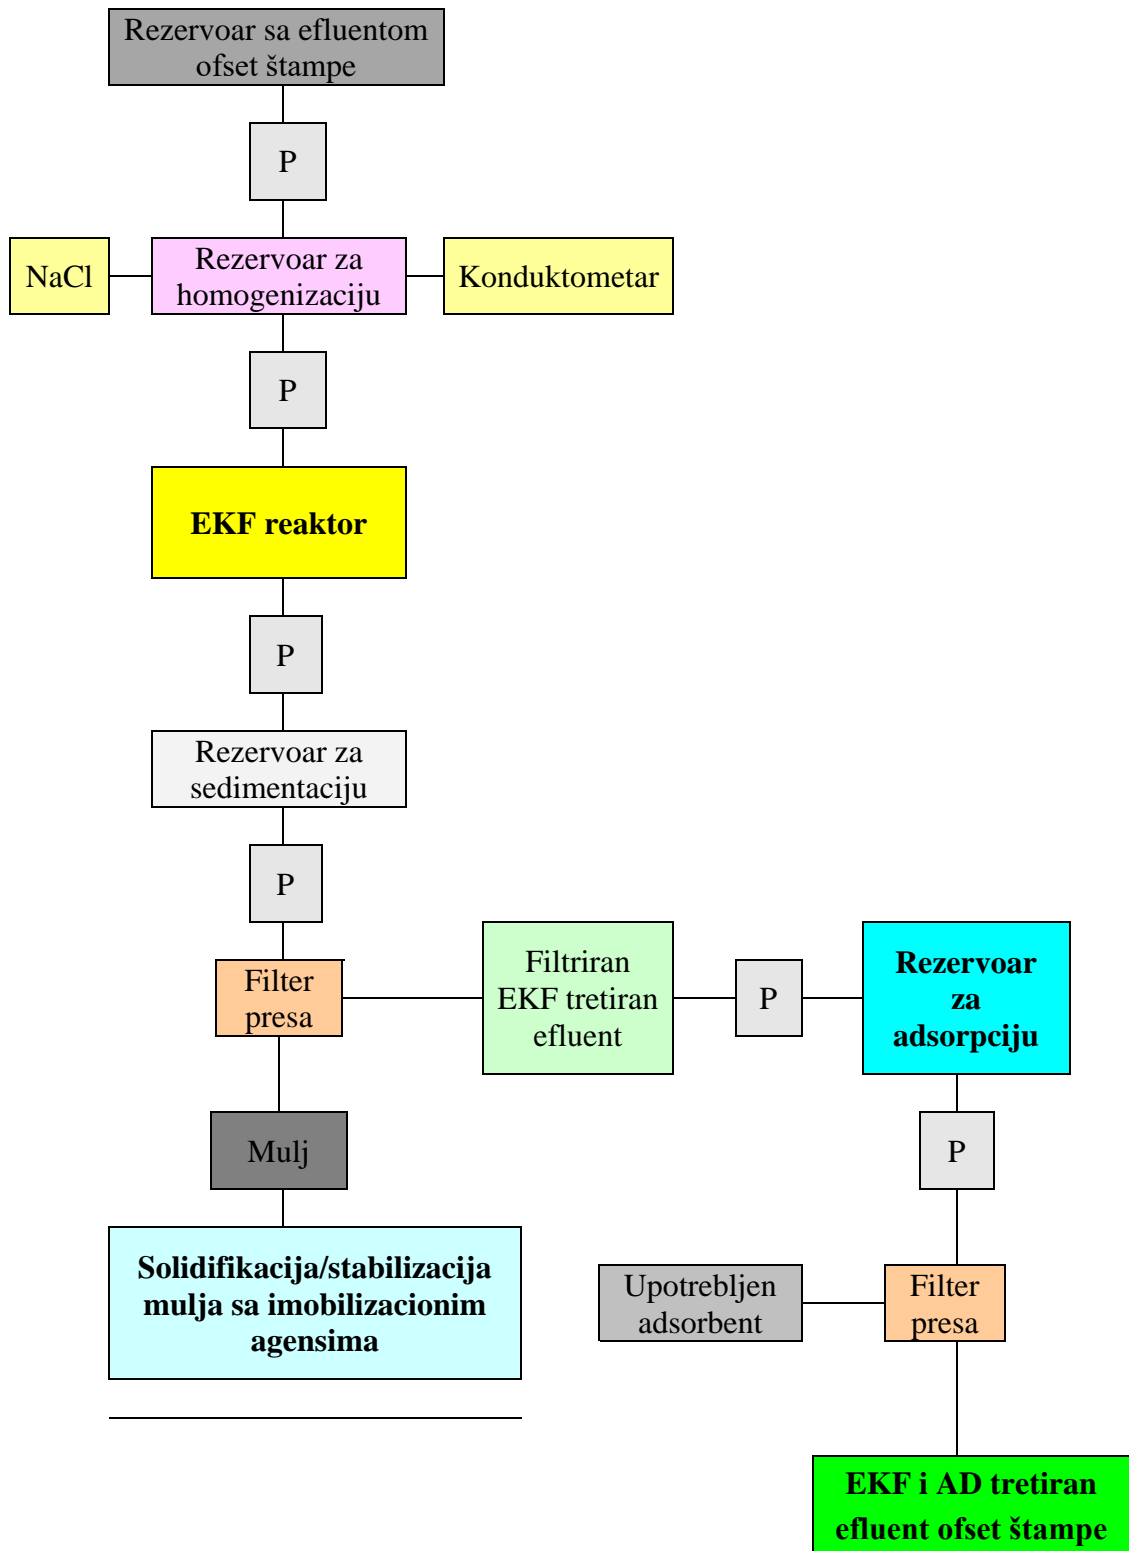 Rezervoar sa efluentom
ofset štampe
P
NaCl
Rezervoar za
homogenizaciju
Konduktometar
P
EKF reaktor
P
Rezervoar za
sedimentaciju
P
Filter
presa
Filtriran
EKF tretiran
efluent
P
Rezervoar
za
adsorpciju
Mulj
P
Solidifikacija/stabilizacija
mulja sa imobilizacionim
agensima
Upotrebljen
adsorbent
Filter
presa
EKF i AD tretiran
efluent ofset štampe